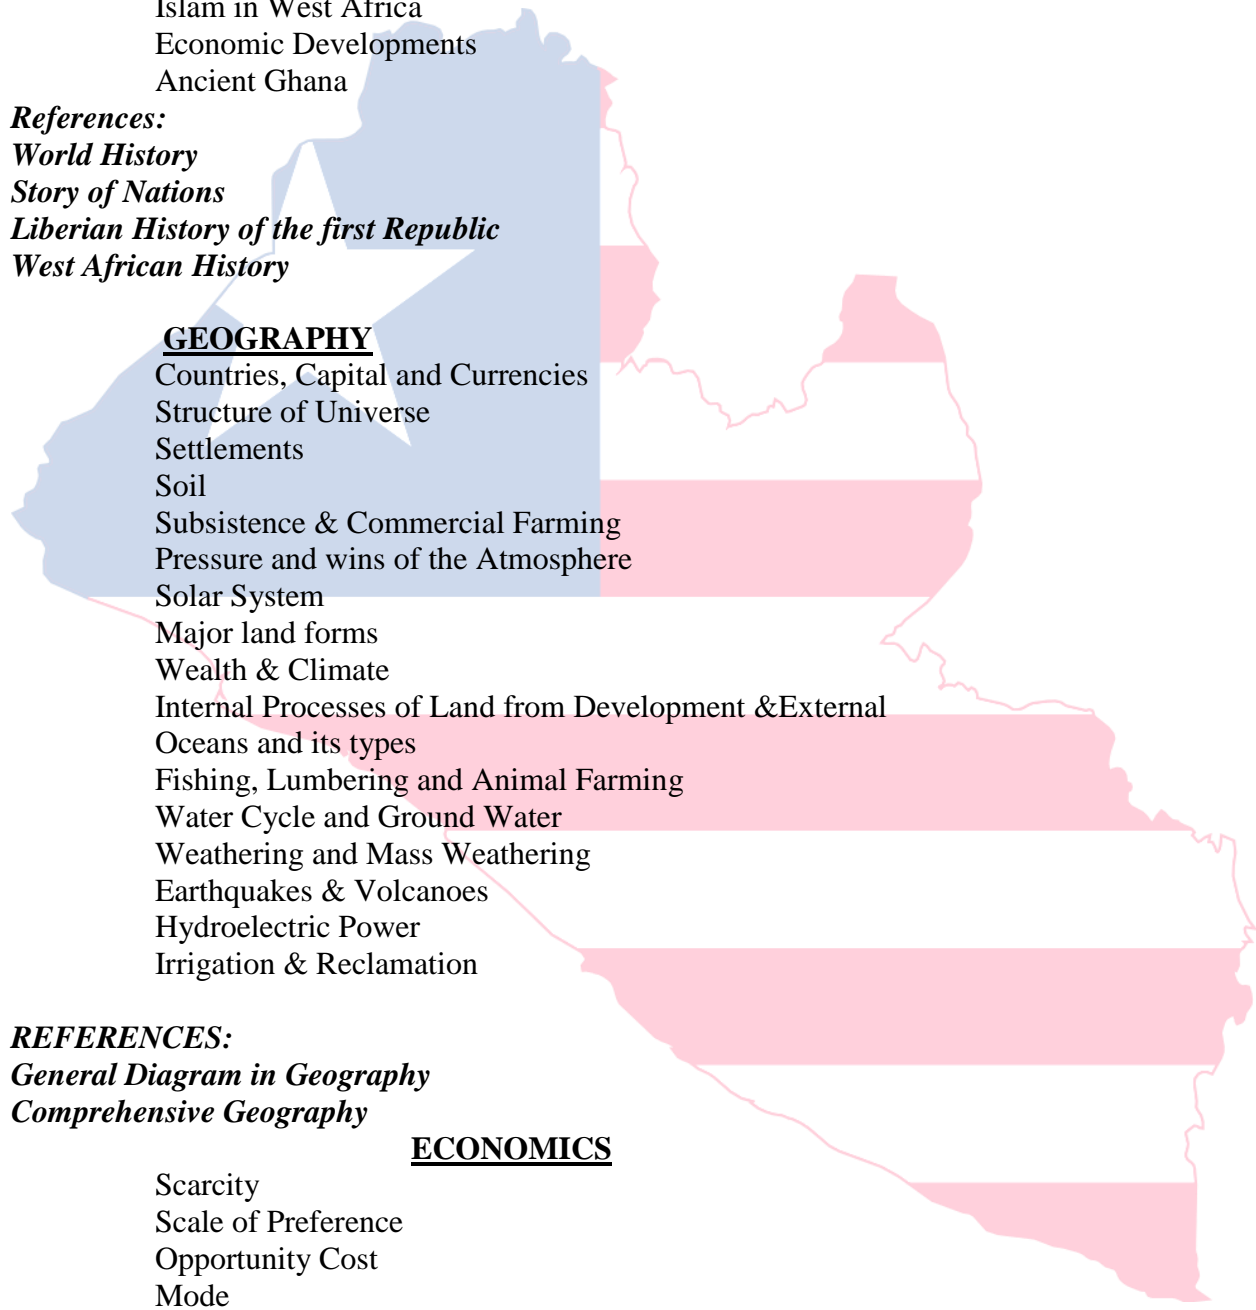 Islam in West Africa
Economic Developments
Ancient Ghana
References:
World History
Story of Nations
Liberian History of the first Republic
West African History
GEOGRAPHY
Countries, Capital and Currencies
Structure of Universe
Settlements
Soil
Subsistence & Commercial Farming
Pressure and wins of the Atmosphere
Solar System
Major land forms
Wealth & Climate
Internal Processes of Land from Development &External
Oceans and its types
Fishing, Lumbering and Animal Farming
Water Cycle and Ground Water
Weathering and Mass Weathering
Earthquakes & Volcanoes
Hydroelectric Power
Irrigation & Reclamation
REFERENCES:
General Diagram in Geography
Comprehensive Geography
ECONOMICS
Scarcity
Scale of Preference
Opportunity Cost
Mode